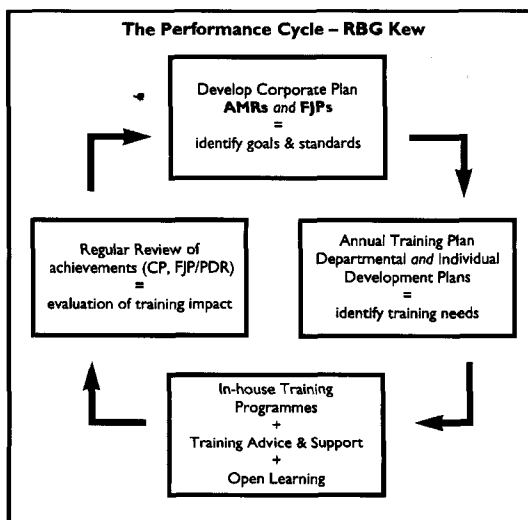 The Performance Cycle – RBG Kew
Develop Corporate Plan
AMRs and FJPs
=
identify goals & standards
Annual Training Plan
Departmental and Individual
Development Plans
=
identify training needs
In-house Training
Programmes
+
Training Advice & Support
+
Open Learning
Regular Review of
achievements (CP, FJP/PDR)
=
evaluation of training impact